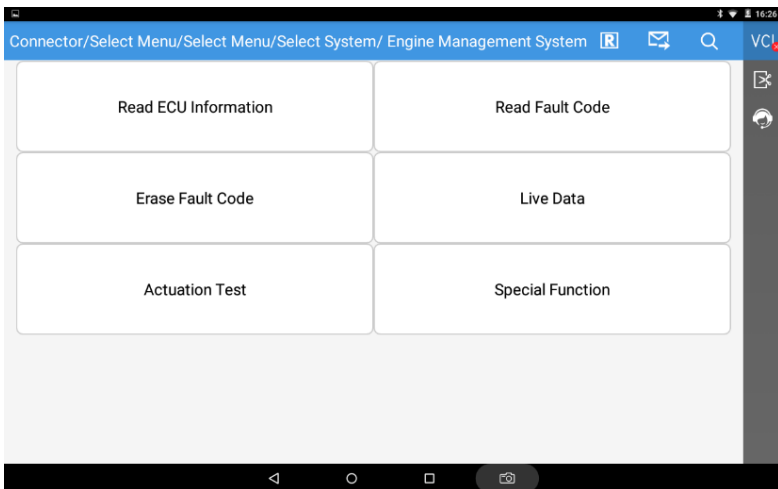 16:26
Connector/Select Menu/Select Menu/Select System/ Engine Management System
R
VCI
Read ECU Information
Read Fault Code
Erase Fault Code
Live Data
Actuation Test
Special Function